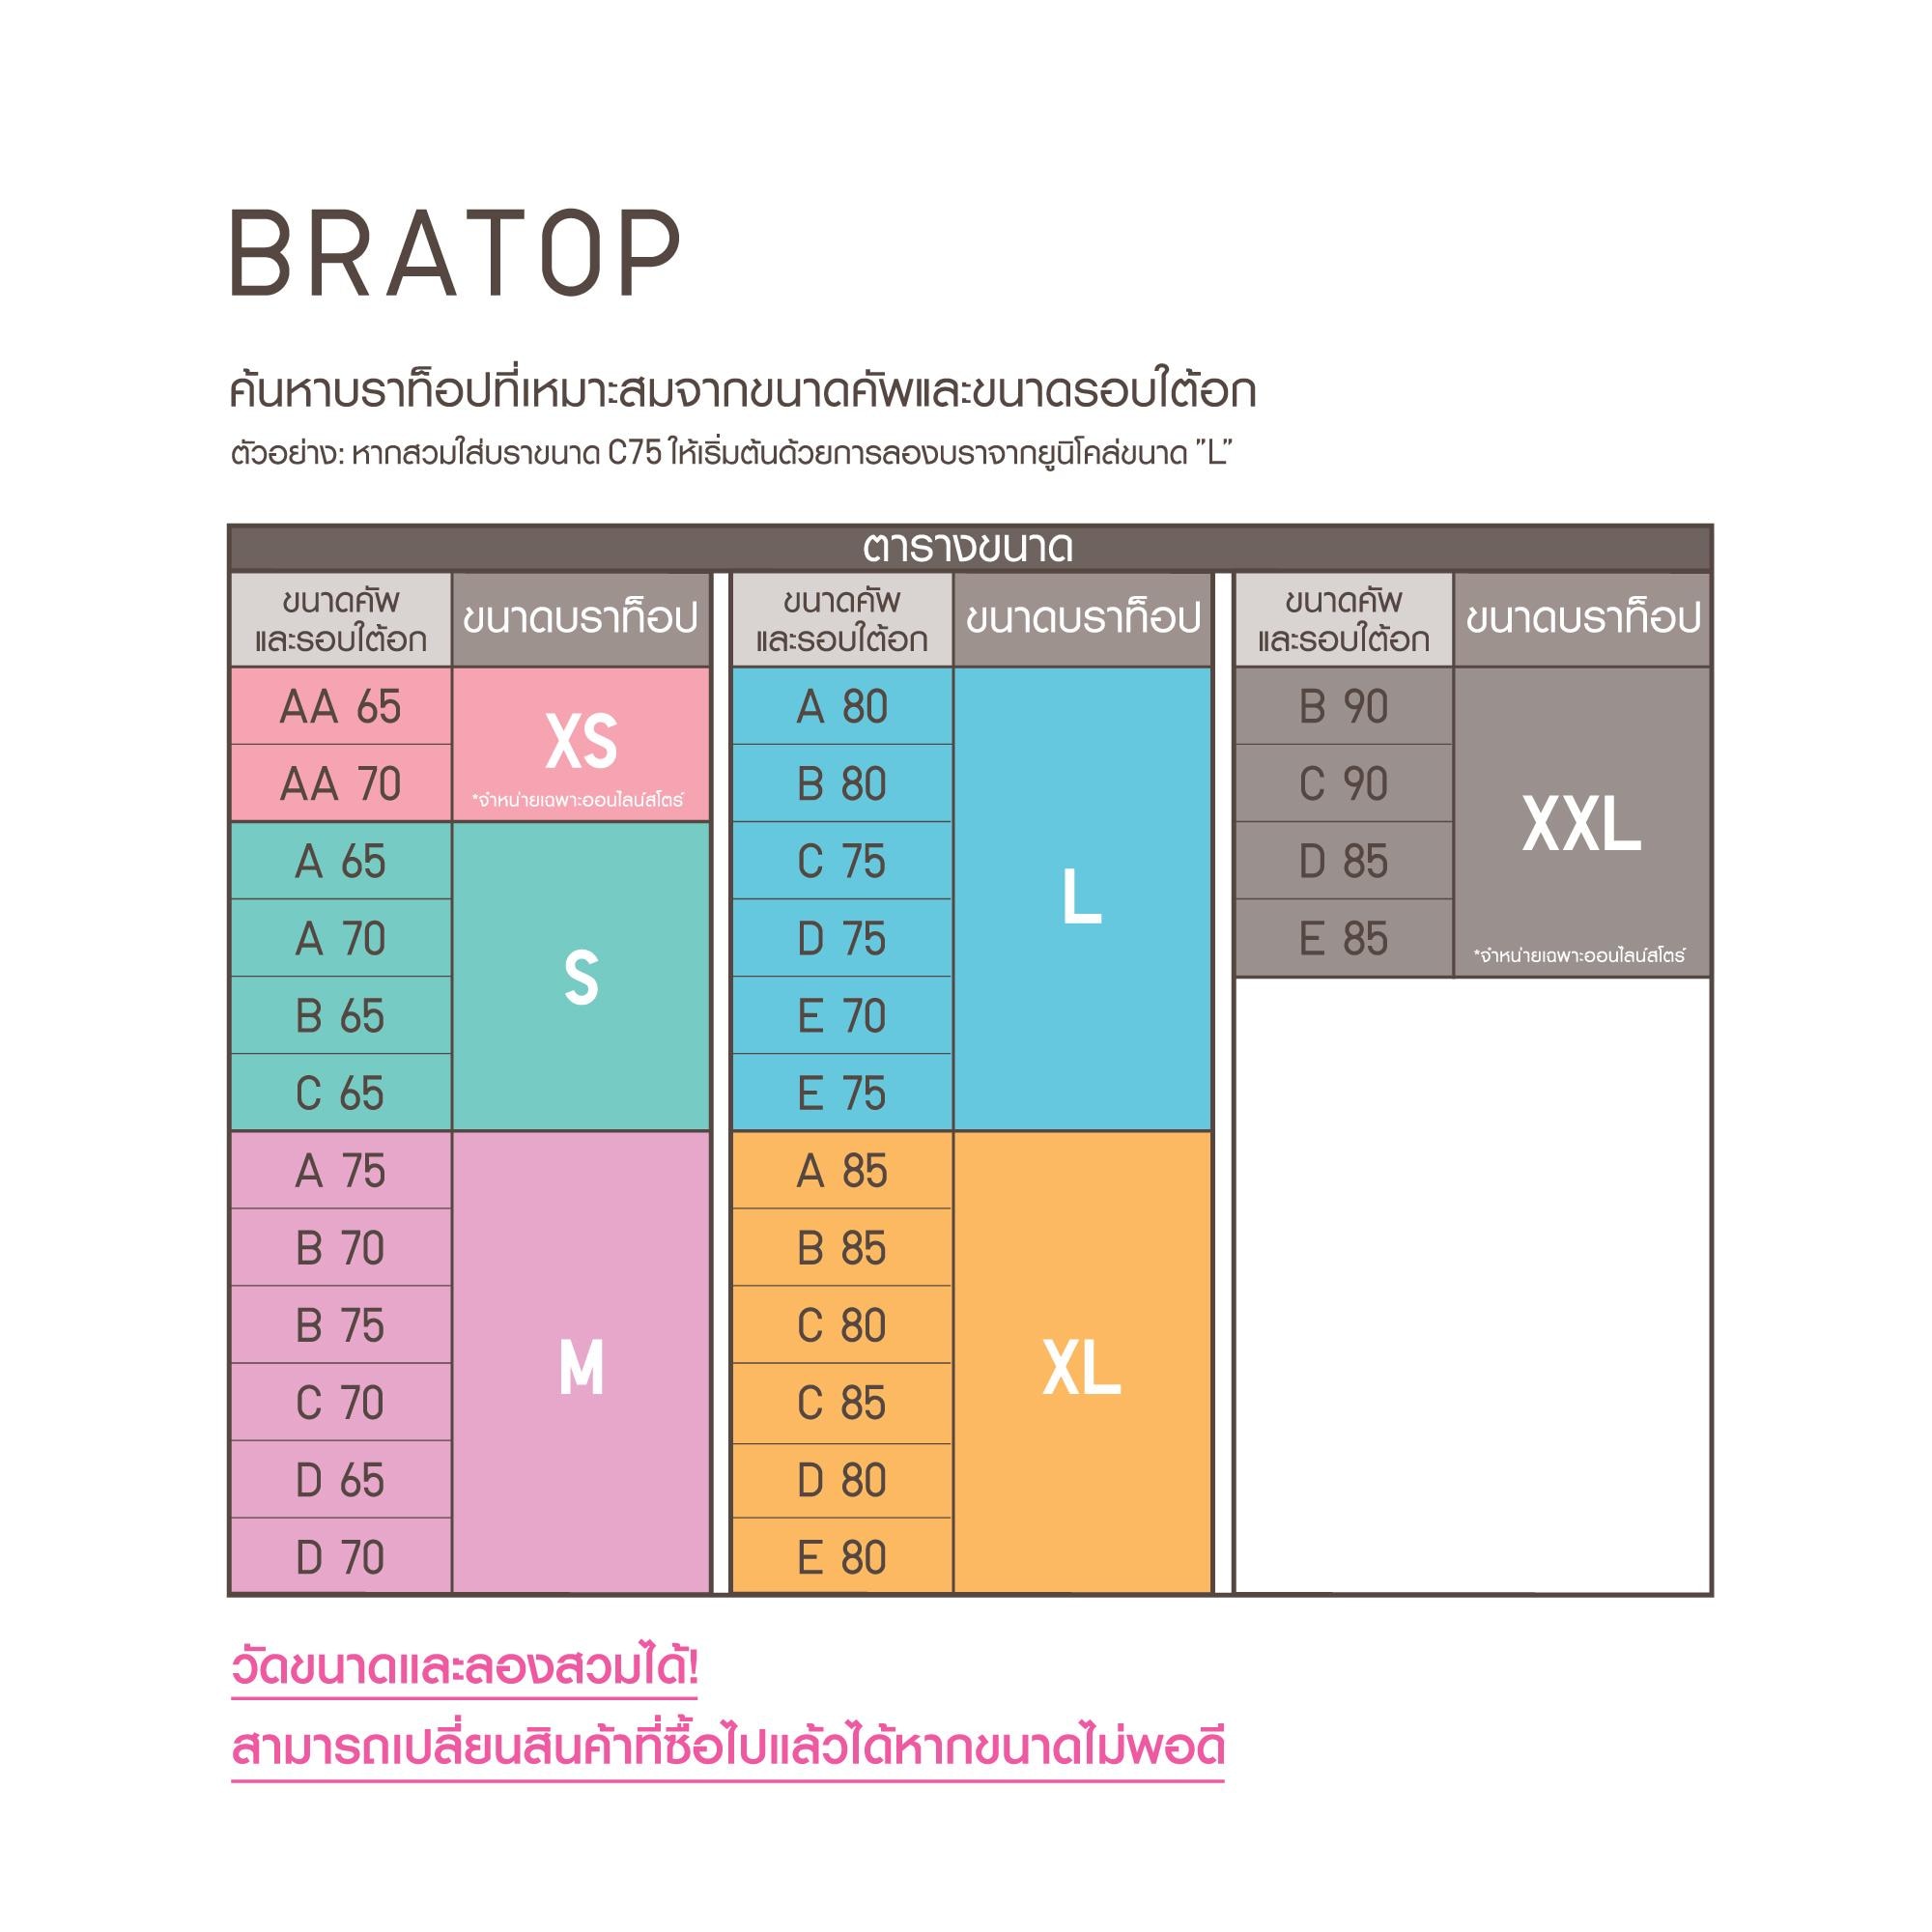 BRATOP
ค้นหาบราท็อปที่เหมาะสมจากขนาดคัพและขนาดรอบใต้อก
ตัวอย่าง: หากสวมใส่บราขนาด C75 ให้เริ่มต้นด้วยการลองบราจากยูนิโคล่ขนาด "L"
ตารางขนาด
ขนาดคัพ
และรอบใต้อก
ขนาดบราท็อป
AA 65
AA 70
XS
*จำหน่ายเฉพาะออนไลน์สโตร์
A 65
A 70
B 65
C 65
S
A 75
B 70
B 75
C 70
D 65
D 70
M
ขนาดคัพ
และรอบใต้อก
ขนาดบราท็อป
A 80
B 80
C 75
D 75
E 70
E 75
L
A 85
B 85
C 80
C 85
D 80
E 80
XL
ขนาดคัพ
และรอบใต้อก
ขนาดบราท็อป
B 90
C 90
D 85
E 85
XXL
*จำหน่ายเฉพาะออนไลน์สโตร์
วัดขนาดและลองสวมได้!
สามารถเปลี่ยนสินค้าที่ซื้อไปแล้วได้หากขนาดไม่พอดี